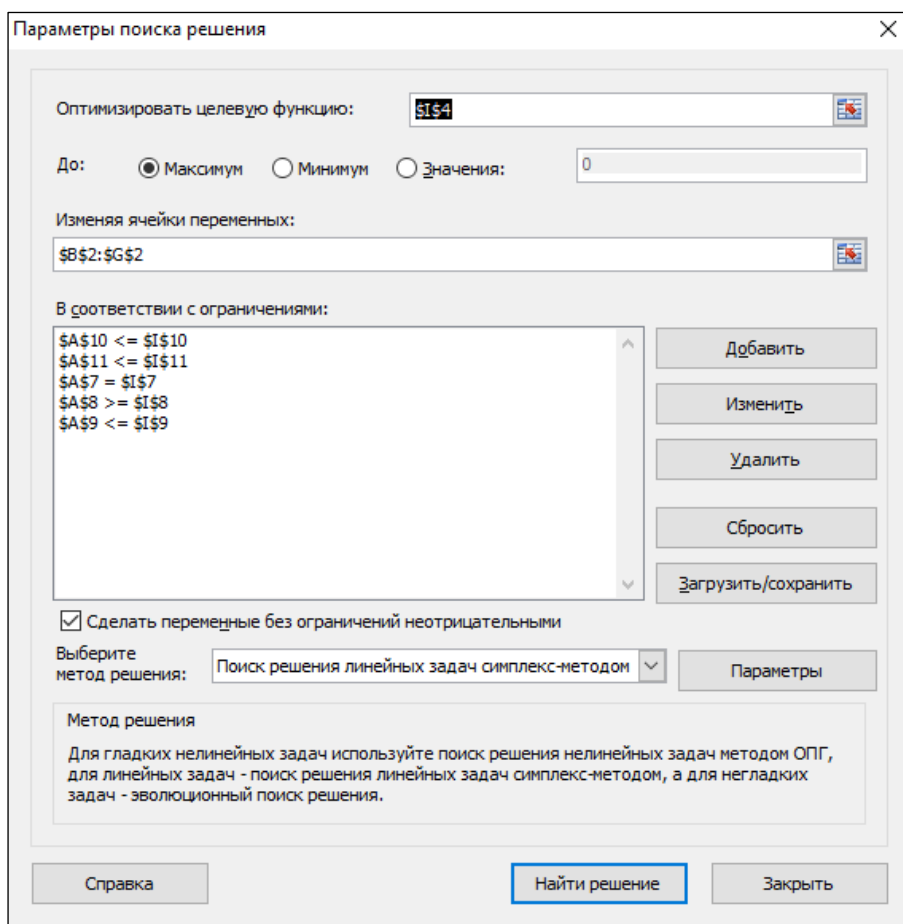 Параметры поиска решения
Оптимизировать целевую функцию: $I$4
До: Максимум Минимум Значения: 0
Изменяя ячейки переменных:
$B$2:$G$2
В соответствии с ограничениями:
$A$10 <= $I$10
$A$11 <= $I$11
$A$7 = $I$7
$A$8 >= $I$8
$A$9 <= $I$9
Добавить
Изменить
Удалить
Сбросить
Загрузить/сохранить
Сделать переменные без ограничений неотрицательными
Выберите
метод решения:
Поиск решения линейных задач симплекс-методом
Параметры
Метод решения
Для гладких нелинейных задач используйте поиск решения нелинейных задач методом ОПГ,
для линейных задач - поиск решения линейных задач симплекс-методом, а для негладких
задач - эволюционный поиск решения.
Справка Найти решение Закрыть